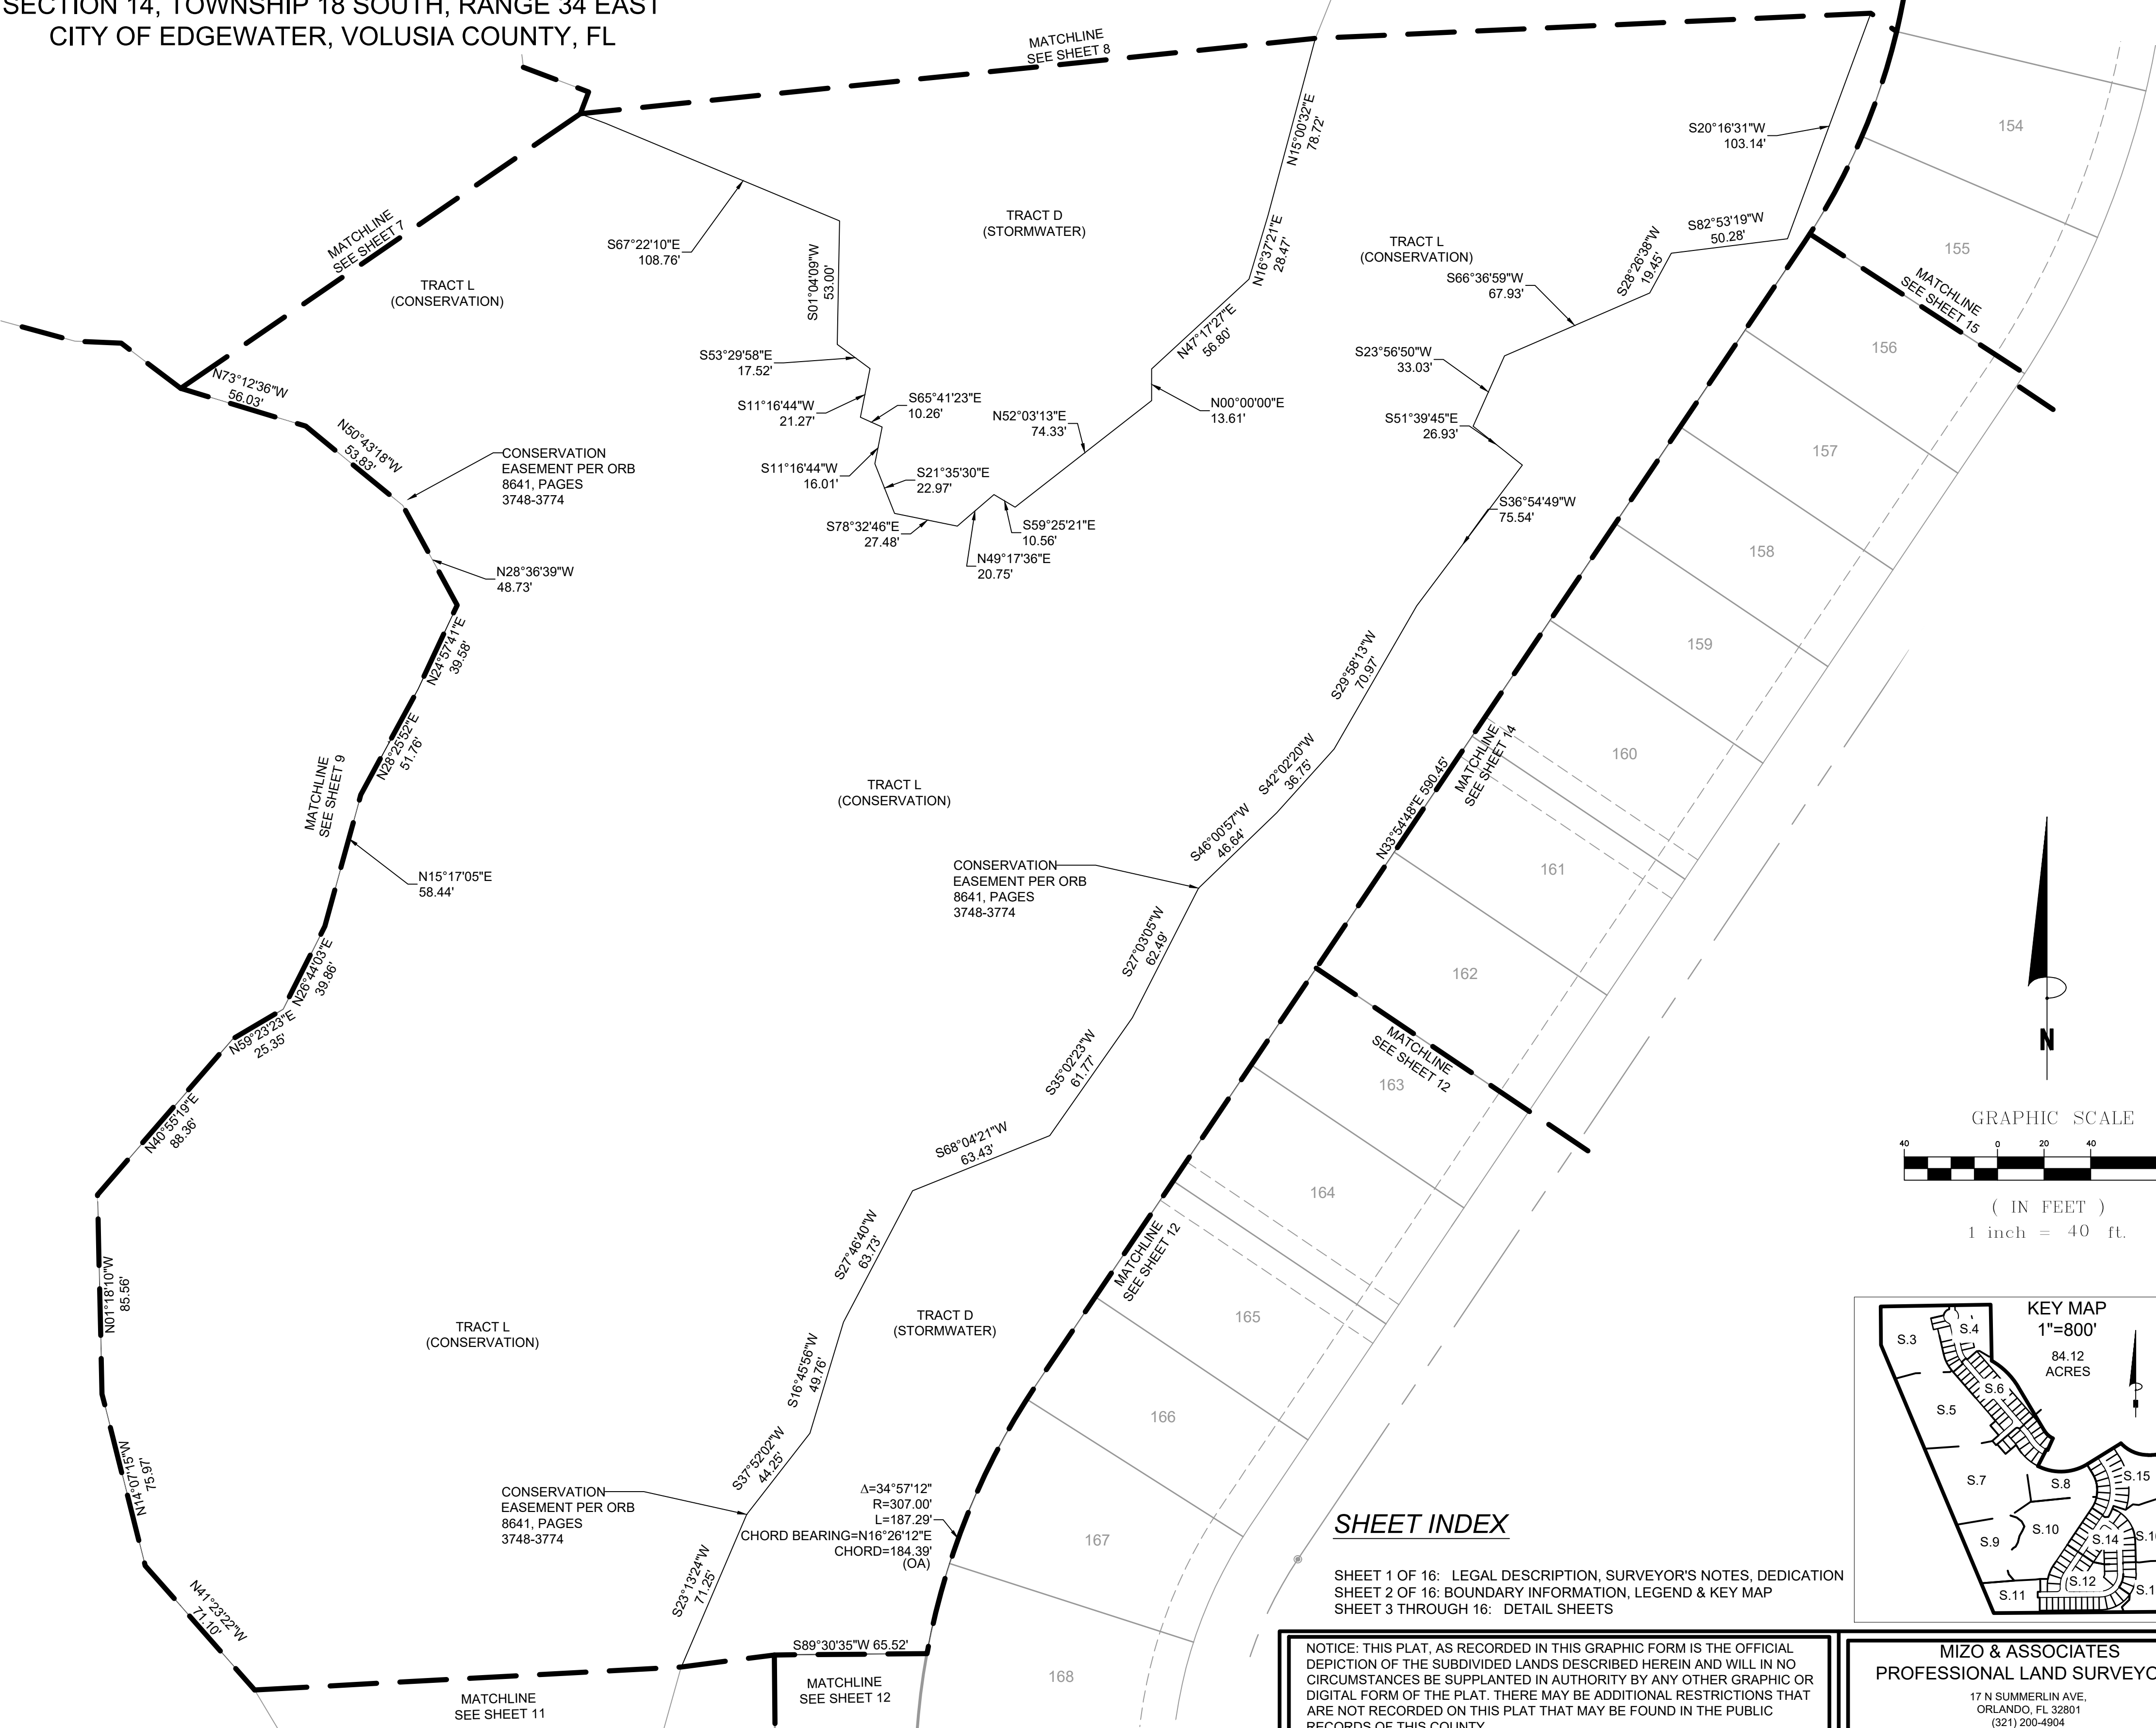 SECTION 14, TOWNSHIP 18 SOUTH, RANGE 34 EAST
CITY OF EDGEWATER, VOLUSIA COUNTY, FL
MATCHLINE
SEE SHEET 8
MATCHLINE
SEE SHEET 7
TRACT L
(CONSERVATION)
S67°22'10"E
108.76'
S01°04'09"W
53.00'
TRACT D
(STORMWATER)
N15°00'32"E
78.72'
N16°37'21"E
28.47'
N47°17'27"E
56.80'
N00°00'00"E
13.61'
N52°03'13"E
74.33'
S59°25'21"E
10.56'
N49°17'36"E
20.75'
S78°32'46"E
27.48'
S21°35'30"E
22.97'
S11°16'44"W
16.01'
S65°41'23"E
10.26'
S11°16'44"W
21.27'
S53°29'58"E
17.52'
TRACT L
(CONSERVATION)
S20°16'31"W
103.14'
S82°53'19"W
50.28'
S28°26'38"W
19.45'
S66°36'59"W
67.93'
S23°56'50"W
33.03'
S51°39'45"E
26.93'
S36°54'49"W
75.54'
S29°58'13"W
70.97'
S42°02'20"W
36.75'
S46°00'57"W
46.64'
S27°03'05"W
62.49'
S35°02'23"W
61.77'
S68°04'21"W
63.43'
S27°46'40"W
63.73'
S16°45'56"W
49.76'
S37°52'02"W
44.25'
S23°13'24"W
71.25'
154
155
MATCHLINE
SEE SHEET 15
156
157
158
159
160
MATCHLINE
SEE SHEET 14
N33°54'48"E 590.45'
161
162
MATCHLINE
SEE SHEET 12
163
164
MATCHLINE
SEE SHEET 12
165
166
167
168
N73°12'36"W
56.03'
N50°43'18"W
53.83'
CONSERVATION
EASEMENT PER ORB
8641, PAGES
3748-3774
N28°36'39"W
48.73'
N24°57'41"E
39.58'
N28°25'52"E
51.76'
MATCHLINE
SEE SHEET 9
N15°17'05"E
58.44'
N26°44'03"E
39.86'
N59°23'23"E
25.35'
N40°55'19"E
88.36'
N01°18'10"W
85.56'
N14°07'15"W
75.97'
N41°23'22"W
71.10'
TRACT L
(CONSERVATION)
CONSERVATION
EASEMENT PER ORB
8641, PAGES
3748-3774
TRACT L
(CONSERVATION)
TRACT D
(STORMWATER)
CONSERVATION
EASEMENT PER ORB
8641, PAGES
3748-3774
Δ=34°57'12"
R=307.00'
L=187.29'
CHORD BEARING=N16°26'12"E
CHORD=184.39'
(OA)
S89°30'35"W 65.52'
MATCHLINE
SEE SHEET 11
MATCHLINE
SEE SHEET 12
N
GRAPHIC SCALE
40 0 20 40
( IN FEET )
1 inch = 40 ft.
KEY MAP
1"=800'
84.12
ACRES
S.3
S.4
S.6
S.5
S.7
S.8
S.15
S.9
S.10
S.14
S.11
S.12
SHEET INDEX
SHEET 1 OF 16: LEGAL DESCRIPTION, SURVEYOR'S NOTES, DEDICATION
SHEET 2 OF 16: BOUNDARY INFORMATION, LEGEND & KEY MAP
SHEET 3 THROUGH 16: DETAIL SHEETS
NOTICE: THIS PLAT, AS RECORDED IN THIS GRAPHIC FORM IS THE OFFICIAL
DEPICTION OF THE SUBDIVIDED LANDS DESCRIBED HEREIN AND WILL IN NO
CIRCUMSTANCES BE SUPPLANTED IN AUTHORITY BY ANY OTHER GRAPHIC OR
DIGITAL FORM OF THE PLAT. THERE MAY BE ADDITIONAL RESTRICTIONS THAT
ARE NOT RECORDED ON THIS PLAT THAT MAY BE FOUND IN THE PUBLIC
RECORDS OF THIS COUNTY.
MIZO & ASSOCIATES
PROFESSIONAL LAND SURVEYO
17 N SUMMERLIN AVE,
ORLANDO, FL 32801
(321) 200-4904